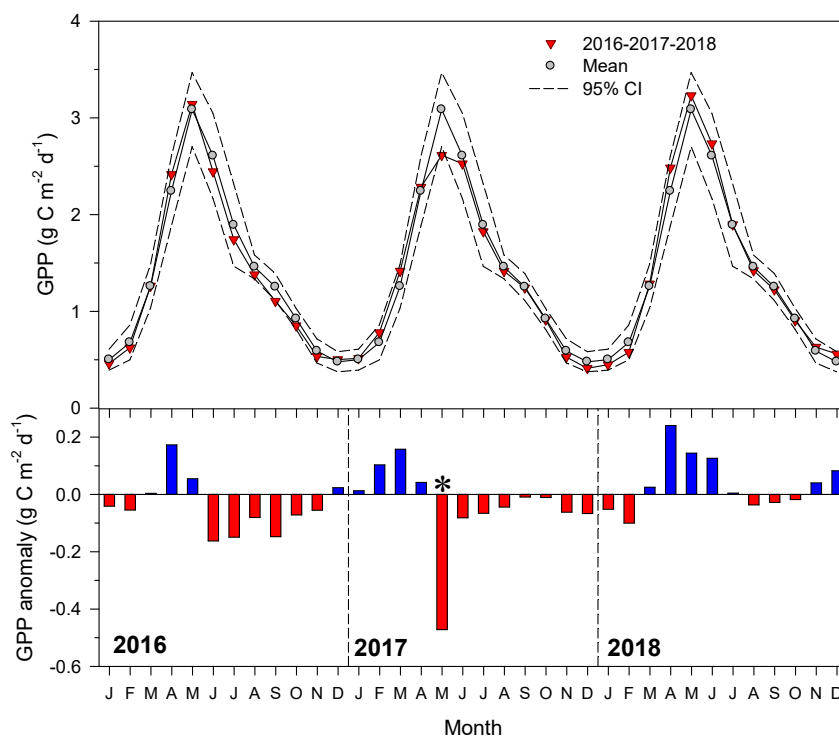 4
3
2
1
0
GPP (g C m⁻² d⁻¹)
2016-2017-2018
Mean
95% CI
0.2
0.0
-0.2
-0.4
-0.6
GPP anomaly (g C m⁻² d⁻¹)
*
2016 2017 2018
J F M A M J J A S O N D J F M A M J J A S O N D J F M A M J J A S O N D
Month